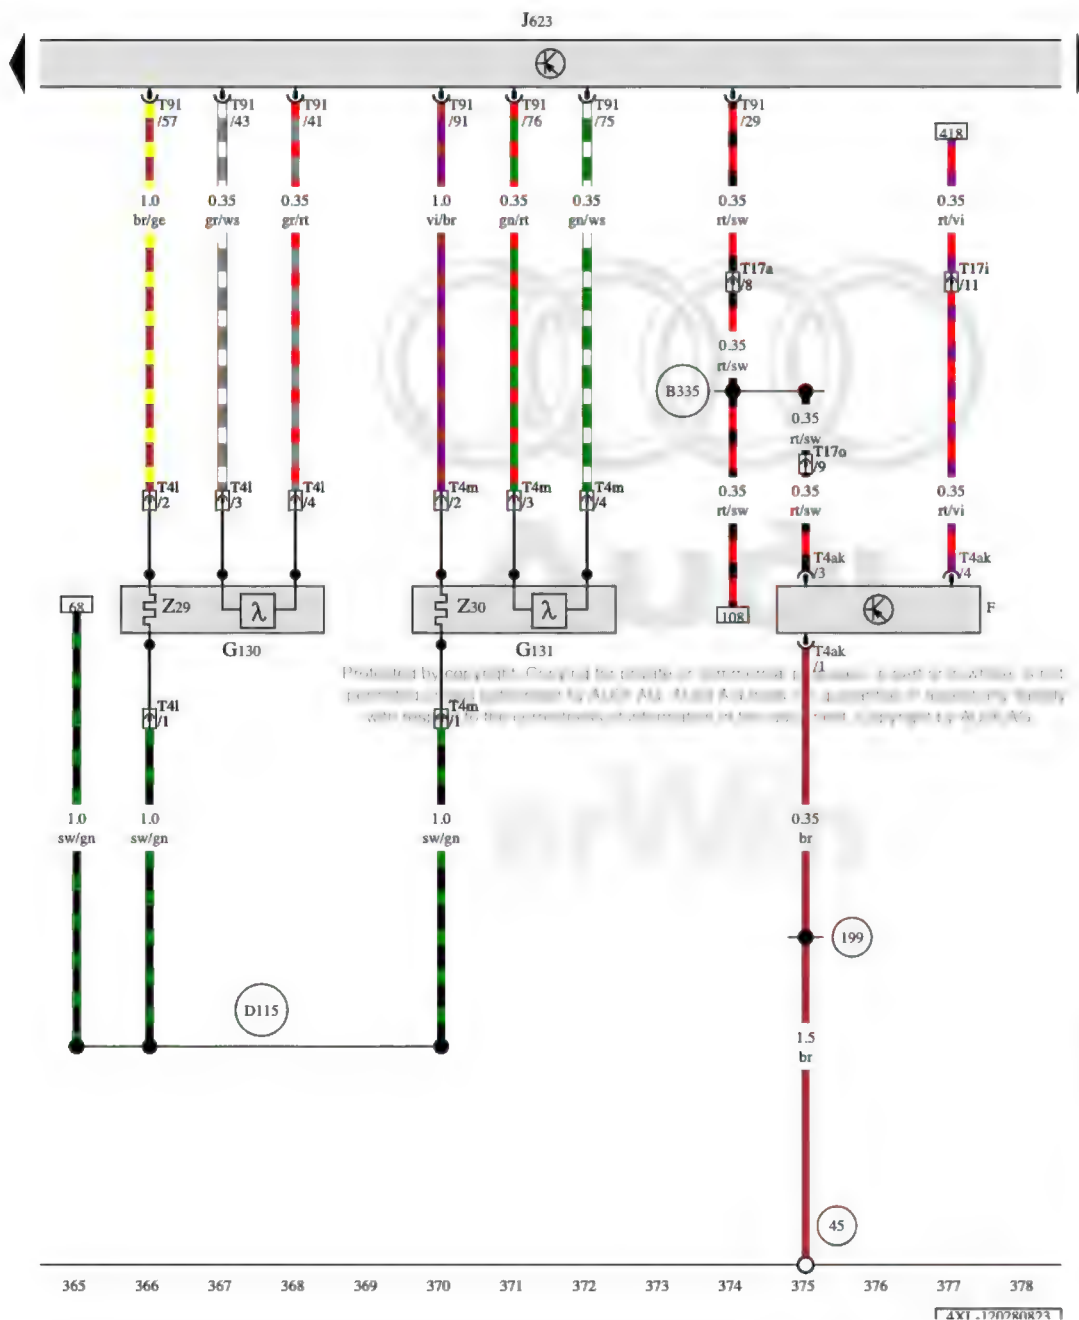 J623
T91 T91 T91 T91 T91 T91 T91
/57 /43 /41 /91 /76 /75 /29
418
1.0 0.35 0.35 1.0 0.35 0.35 0.35 0.35
br/ge gr/ws gr/rt vi/br gn/rt gn/ws rt/sw rt/vi
T17a T17i
/8 /11
0.35
rt/sw
B335
0.35
rt/sw
T17o
/9
T4l T4l T4l T4m T4m T4m
/2 /3 /4 /2 /3 /4
0.35 0.35 0.35
rt/sw rt/sw rt/vi
T4ak T4ak
/3 /4
68 Z29 λ Z30 λ 108 F
G130 G131
T4ak
/1
Audi
T4l T4m
/1 /1
erWin
1.0 1.0 1.0 0.35
sw/gn sw/gn sw/gn br
199
D115
1.5
br
45
365 366 367 368 369 370 371 372 373 374 375 376 377 378
4XL-120280823